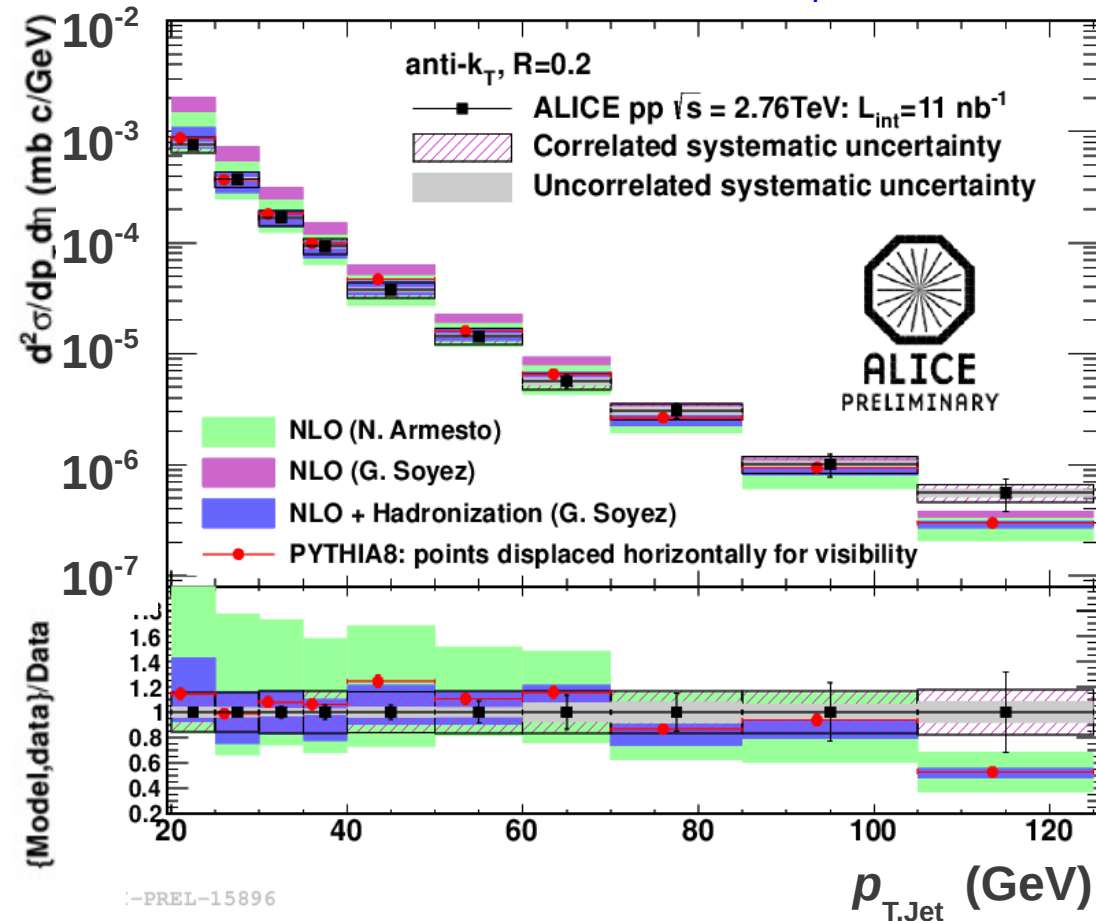 anti-kT, R=0.2
ALICE pp √s = 2.76TeV: Lint=11 nb-1
Correlated systematic uncertainty
Uncorrelated systematic uncertainty
d2σ/dp_dη (mb c/GeV)
10-2
10-3
10-4
10-5
10-6
10-7
ALICE
PRELIMINARY
NLO (N. Armesto)
NLO (G. Soyez)
NLO + Hadronization (G. Soyez)
PYTHIA8: points displaced horizontally for visibility
{Model,data}/Data
1.6
1.4
1.2
1
0.8
0.6
0.4
0.2
20 40 60 80 100 120
pT,Jet (GeV)
-PREL-15896